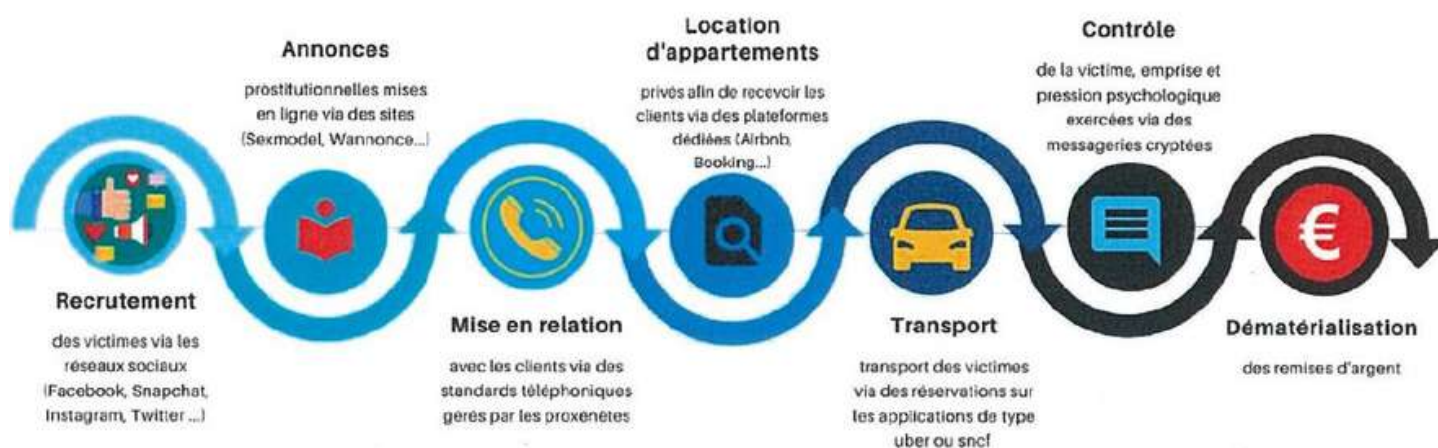 Recrutement
des victimes via les
réseaux sociaux
(Facebook, Snapchat,
Instagram, Twitter ...)
Annonces
prostitutionnelles mises
en ligne via des sites
(Sexmodel, Wannonce...)
Mise en relation
avec les clients via des
standards téléphoniques
gérés par les proxénètes
Location
d'appartements
privés afin de recevoir les
clients via des plateformes
dédiées (Airbnb,
Booking...)
Transport
transport des victimes
via des réservations sur
les applications de type
uber ou sncf
Contrôle
de la victime, emprise et
pression psychologique
exercées via des
messageries cryptées
€
Dématérialisation
des remises d'argent